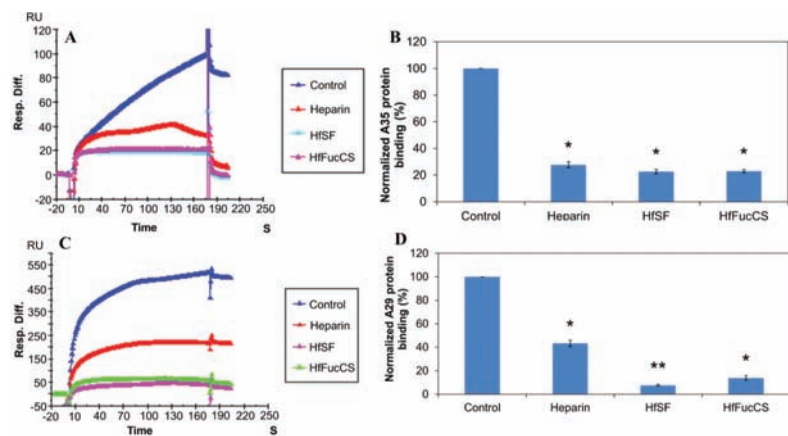 RU
A
120
100
80
60
40
20
0
20
-20 10 40 70 100 130 160 190 220 250
Time S
Resp. Diff.
Control
Heparin
HfSF
HfFucCS
B
Normalized A35 protein
binding (%)
120
100
80
60
40
20
0
* * *
Control Heparin HfSF HfFucCS
C
RU
550
450
350
250
150
50
-50
-20 10 40 70 100 130 160 190 220 250
Time S
Resp. Diff.
Control
Heparin
HfSF
HfFucCS
D
Normalized A29 protein
binding (%)
120
100
80
60
40
20
0
* ** *
Control Heparin HfSF HfFucCS